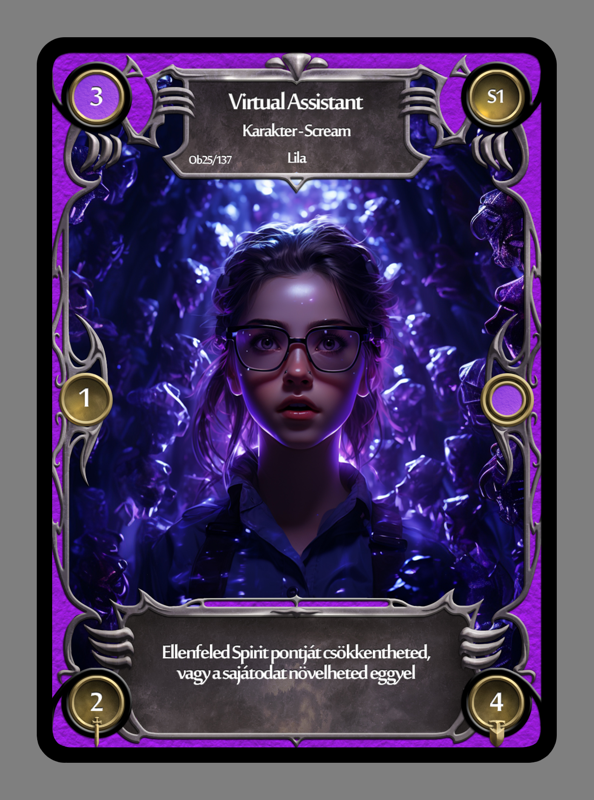 3
S1
Virtual Assistant
Karakter - Scream
Ob25/137
Lila
1
Ellenfeled Spirit pontját csökkentheted,
vagy a sajátodat növelheted eggyel
2
4